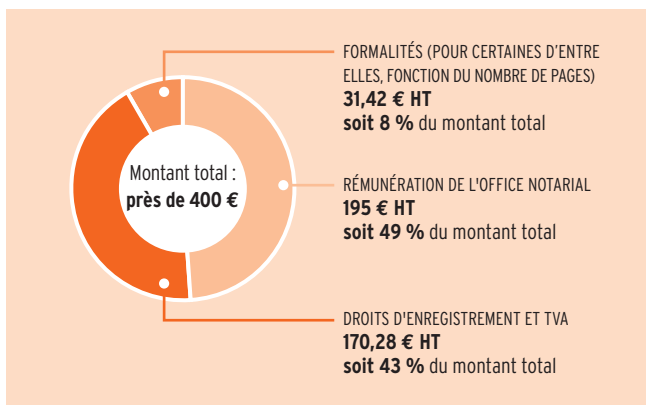 FORMALITÉS (POUR CERTAINES D'ENTRE
ELLES, FONCTION DU NOMBRE DE PAGES)
31,42 € HT
soit 8 % du montant total
Montant total :
près de 400 €
RÉMUNÉRATION DE L'OFFICE NOTARIAL
195 € HT
soit 49 % du montant total
DROITS D'ENREGISTREMENT ET TVA
170,28 € HT
soit 43 % du montant total